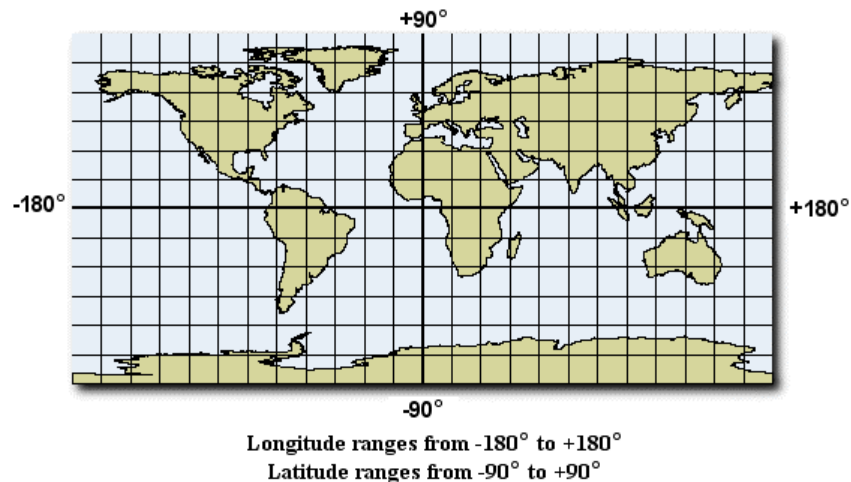 +90°
-180°
+180°
-90°
Longitude ranges from -180° to +180°
Latitude ranges from -90° to +90°